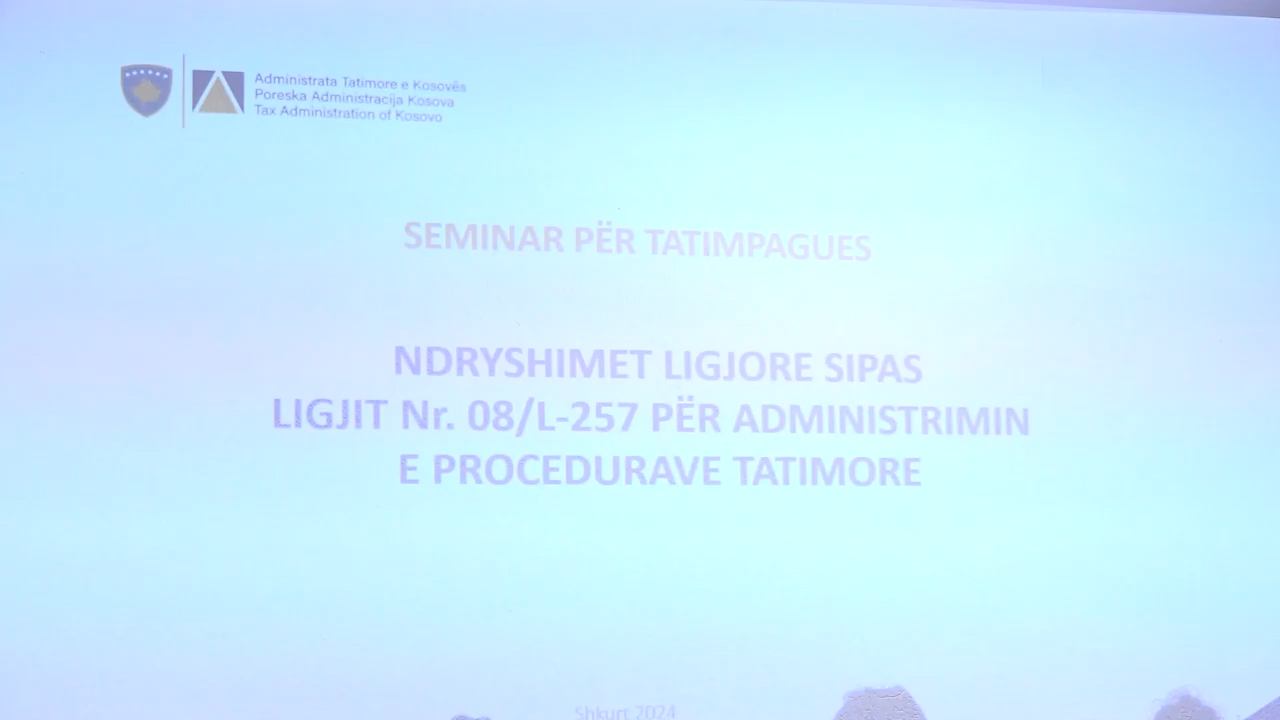 Administrata Tatimore e Kosovës
Poreska Administracija Kosova
Tax Administration of Kosovo
SEMINAR PËR TATIMPAGUES
NDRYSHIMET LIGJORE SIPAS
LIGJIT Nr. 08/L-257 PËR ADMINISTRIMIN
E PROCEDURAVE TATIMORE
Shkurt 2024